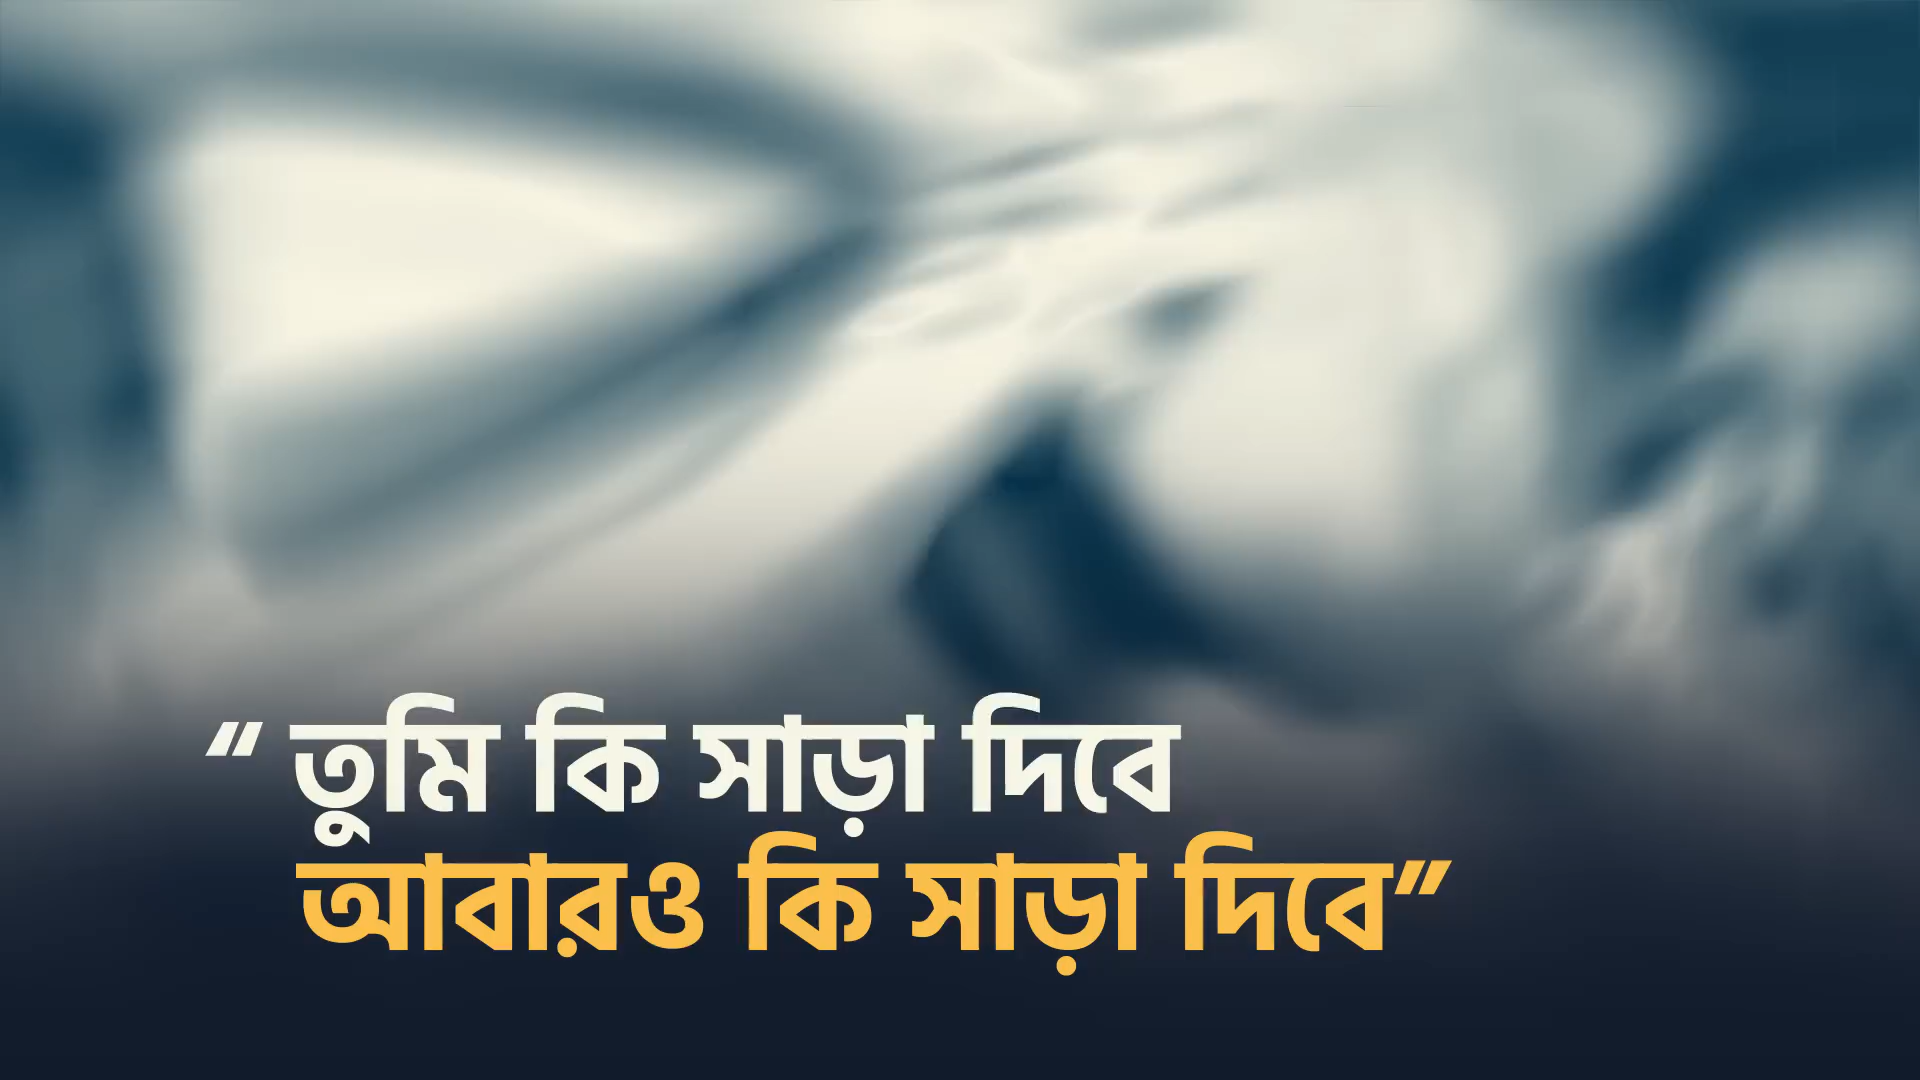 “ তুমি কি সাড়া দিবে
আবারও কি সাড়া দিবে”